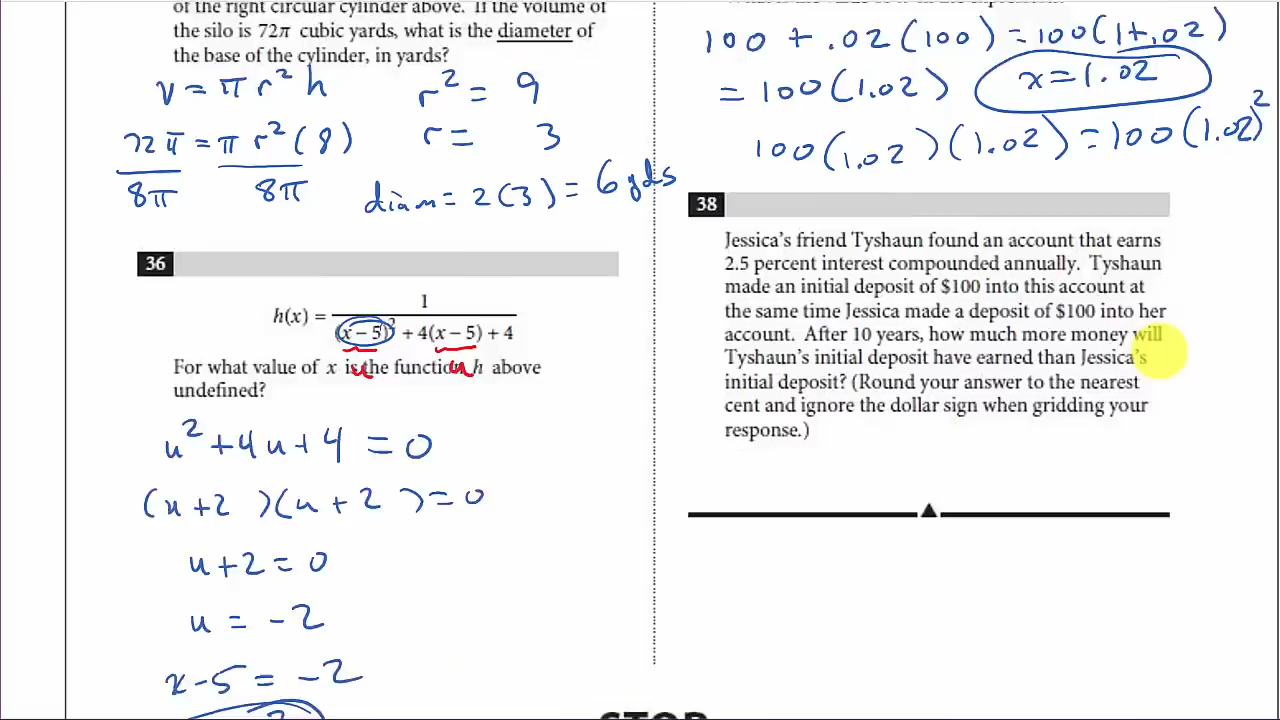 of the right circular cylinder above. If the volume of
the silo is 72π cubic yards, what is the diameter of
the base of the cylinder, in yards?
v = π r² h
r² = 9
72π = π r² (8)
r = 3
8π 8π
diam = 2(3) = 6 yds
36
h(x) = 1 / (x − 5)² + 4(x − 5) + 4
u u
For what value of x is the function h above
undefined?
u² + 4u + 4 = 0
(u + 2)(u + 2) = 0
u + 2 = 0
u = -2
x - 5 = -2
100 + .02(100) = 100(1+.02)
= 100(1.02) x = 1.02
100(1.02)(1.02) = 100(1.02)²
38
Jessica's friend Tyshaun found an account that earns
2.5 percent interest compounded annually. Tyshaun
made an initial deposit of $100 into this account at
the same time Jessica made a deposit of $100 into her
account. After 10 years, how much more money will
Tyshaun's initial deposit have earned than Jessica's
initial deposit? (Round your answer to the nearest
cent and ignore the dollar sign when gridding your
response.)
STOP